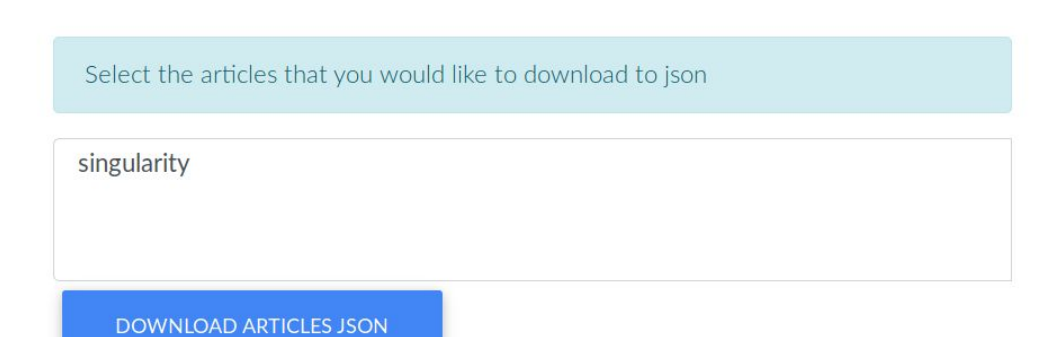 Select the articles that you would like to download to json
singularity
DOWNLOAD ARTICLES JSON